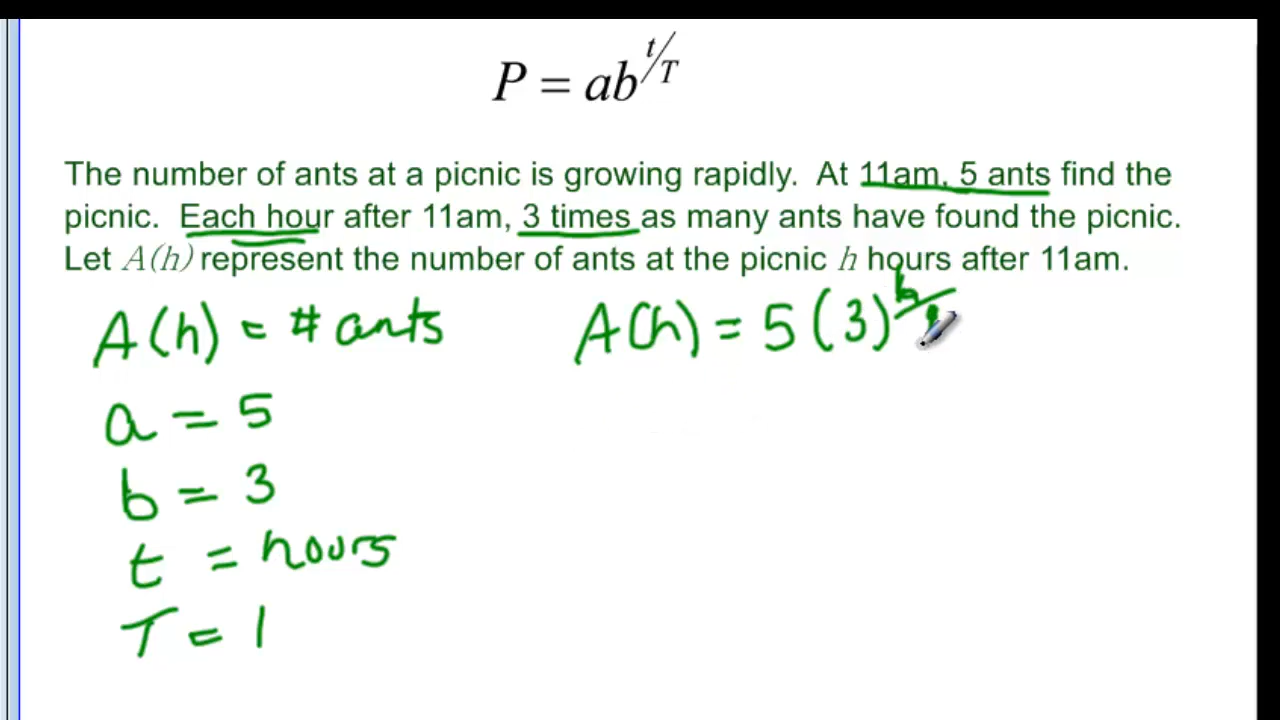 P = ab^{t/T}
The number of ants at a picnic is growing rapidly. At 11am, 5 ants find the
picnic. Each hour after 11am, 3 times as many ants have found the picnic.
Let A(h) represent the number of ants at the picnic h hours after 11am.
A(h) = # ants
A(h) = 5(3)^{h/1}
a = 5
b = 3
t = hours
T = 1